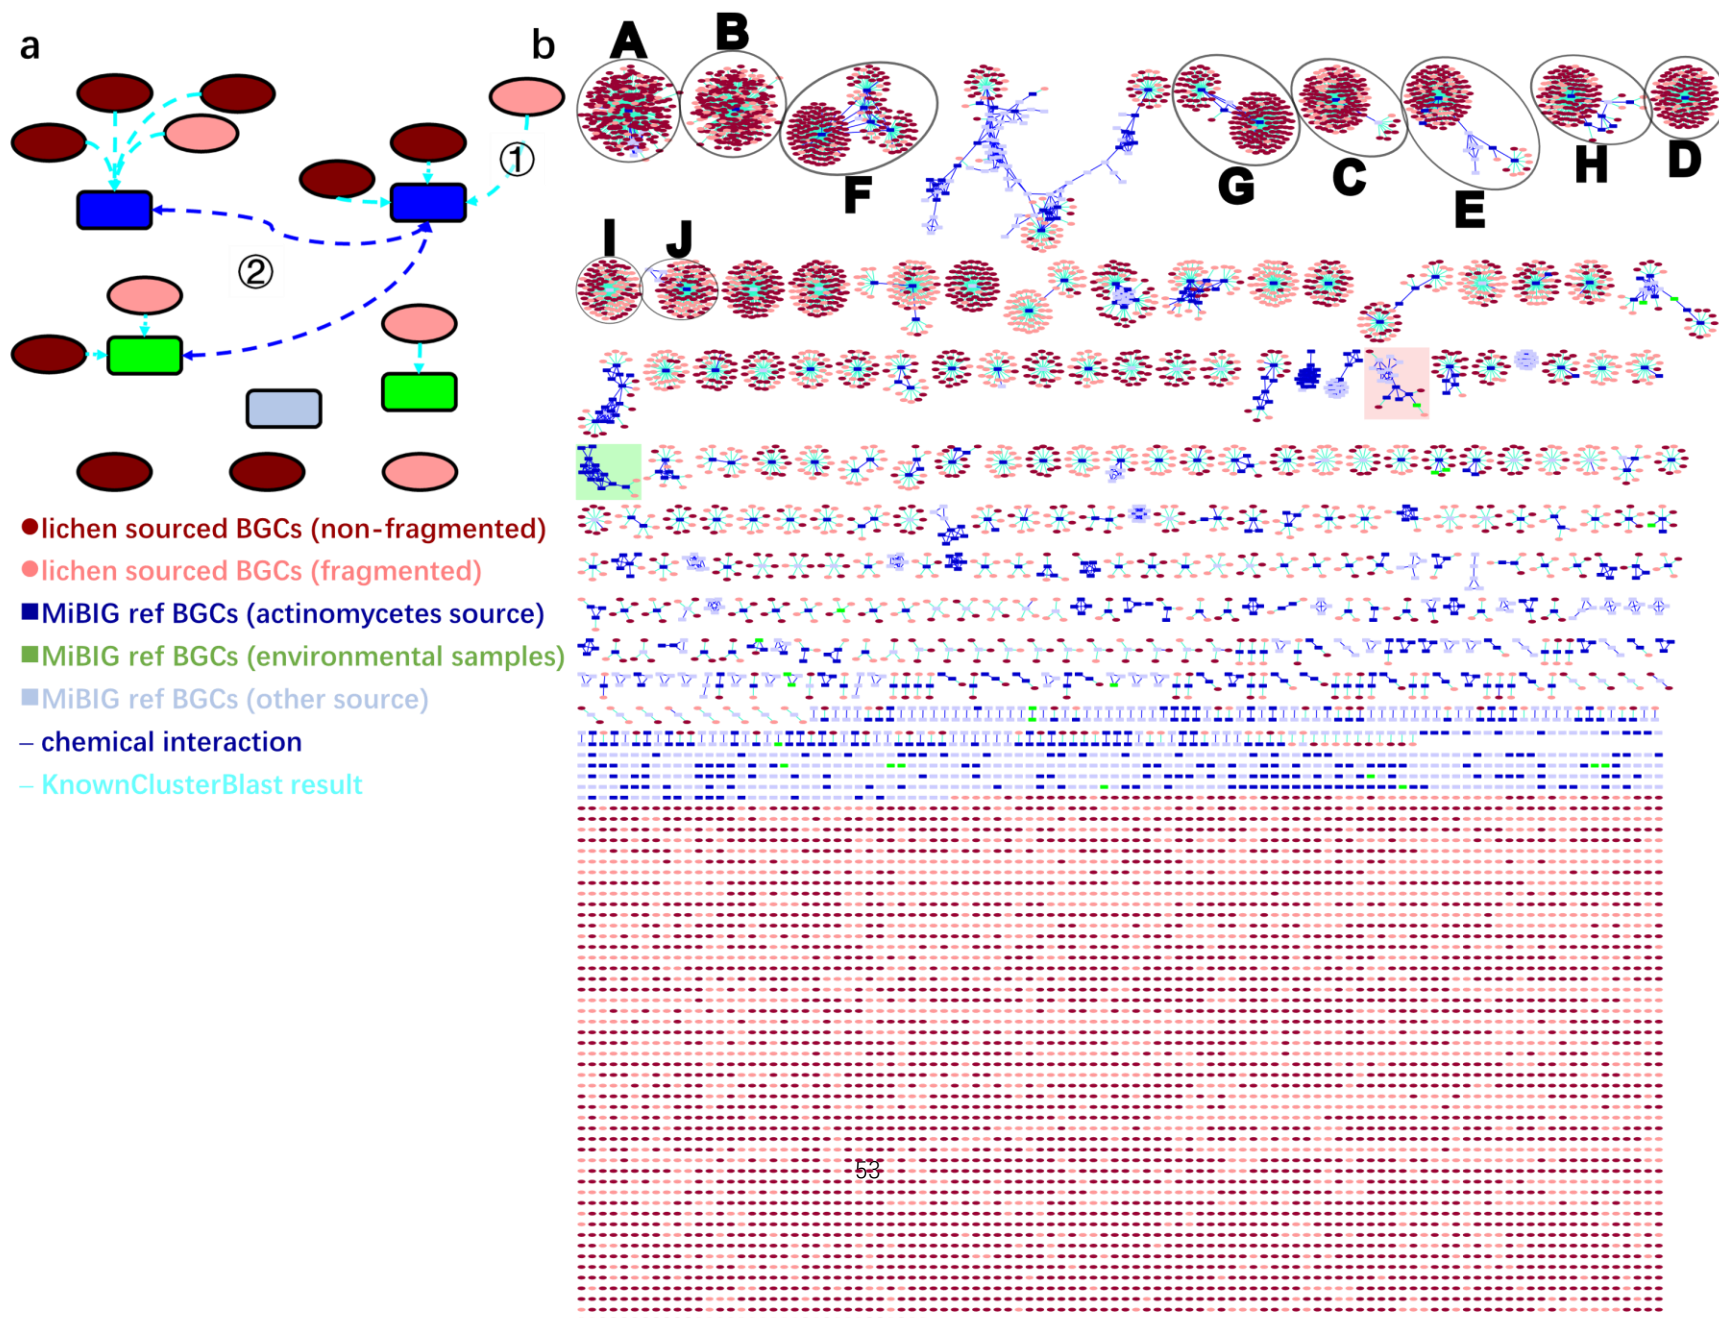 a
b
A
B
F
G
C
E
H
D
①
②
I
J
lichen sourced BGCs (non-fragmented)
lichen sourced BGCs (fragmented)
MiBIG ref BGCs (actinomycetes source)
MiBIG ref BGCs (environmental samples)
MiBIG ref BGCs (other source)
– chemical interaction
– KnownClusterBlast result
53